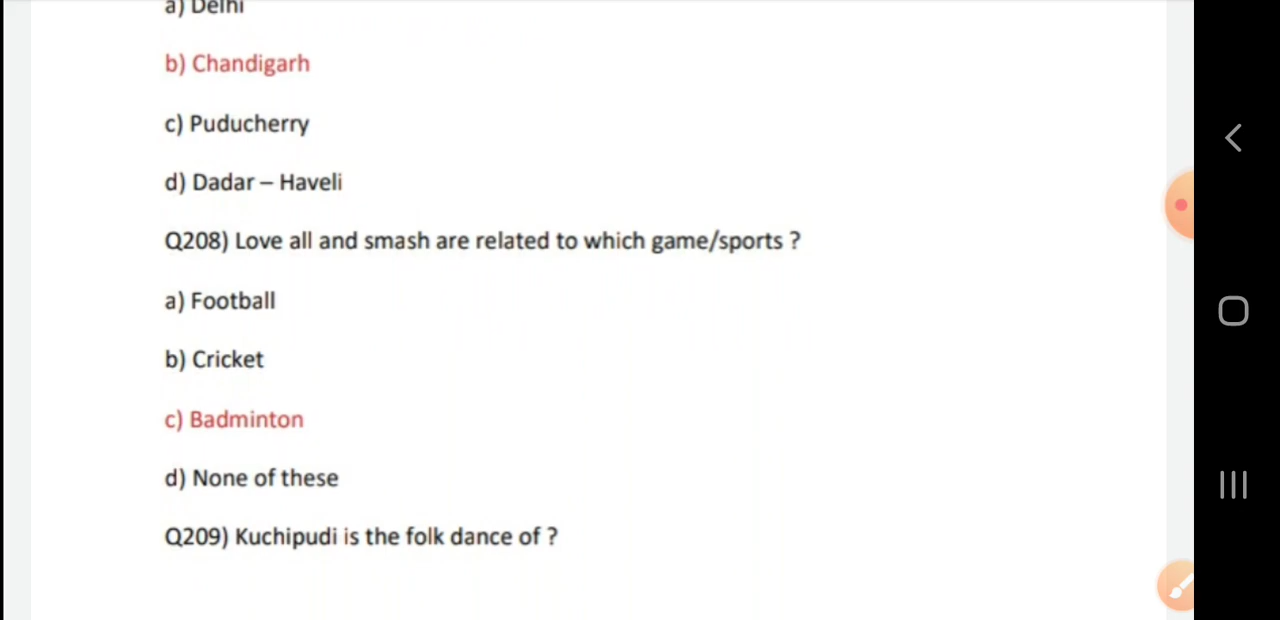 a) Delhi
b) Chandigarh
c) Puducherry
d) Dadar – Haveli
Q208) Love all and smash are related to which game/sports ?
a) Football
b) Cricket
c) Badminton
d) None of these
Q209) Kuchipudi is the folk dance of ?